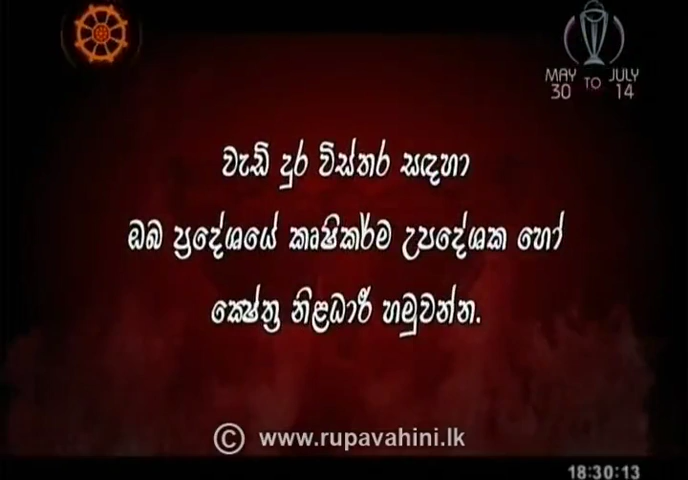 MAY TO JULY
30 14
වැඩි දුර විස්තර සඳහා
ඔබ ප්‍රදේශයේ කෘෂිකර්ම උපදේශක හෝ
ක්‍ෂේත්‍ර නිළධාරී හමුවන්න.
© www.rupavahini.lk
18:30:13